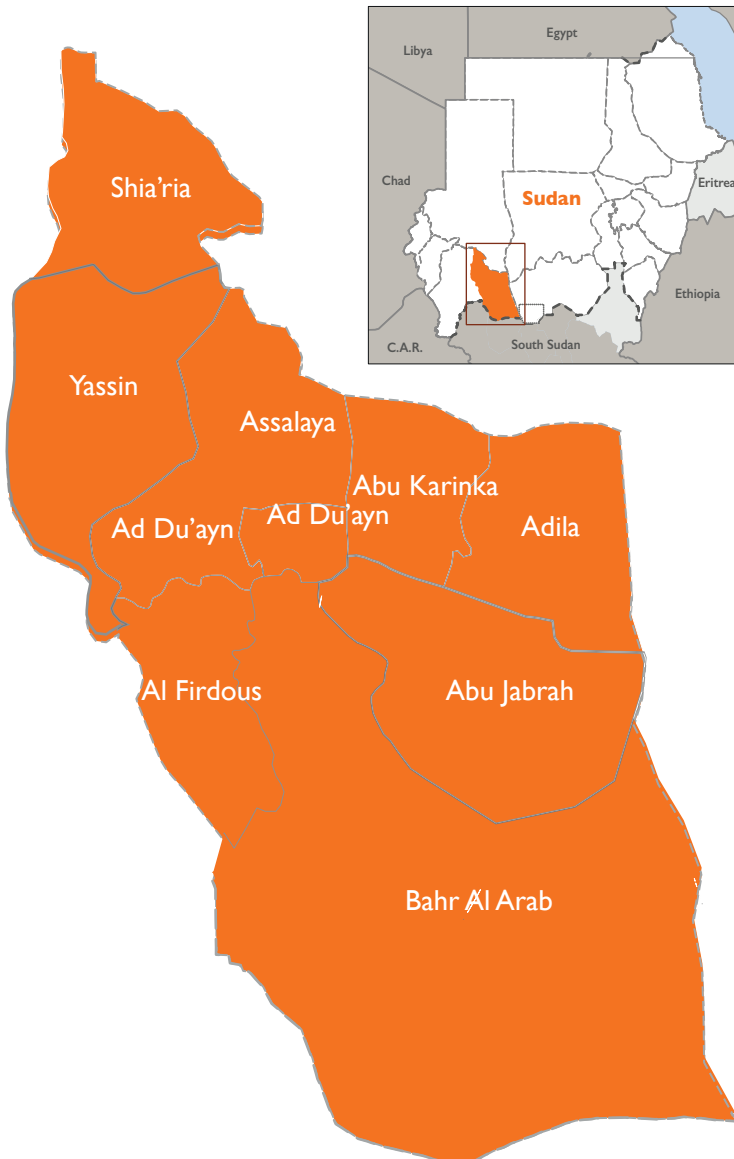 Egypt
Libya
Chad
Sudan
Eritrea
Ethiopia
C.A.R.
South Sudan
Shia’ria
Yassin
Assalaya
Abu Karinka
Ad Du’ayn
Ad Du’ayn
Adila
Al Firdous
Abu Jabrah
Bahr Al Arab